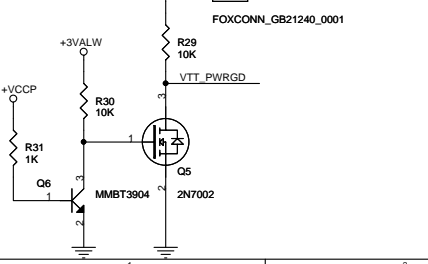 FOXCONN_GB21240_0001
+3VALW
R29
10K
VTT_PWRGD
+VCCP
R30
10K
3
R31
1K
1
Q5
Q6
3
MMBT3904
2N7002
1
2
2